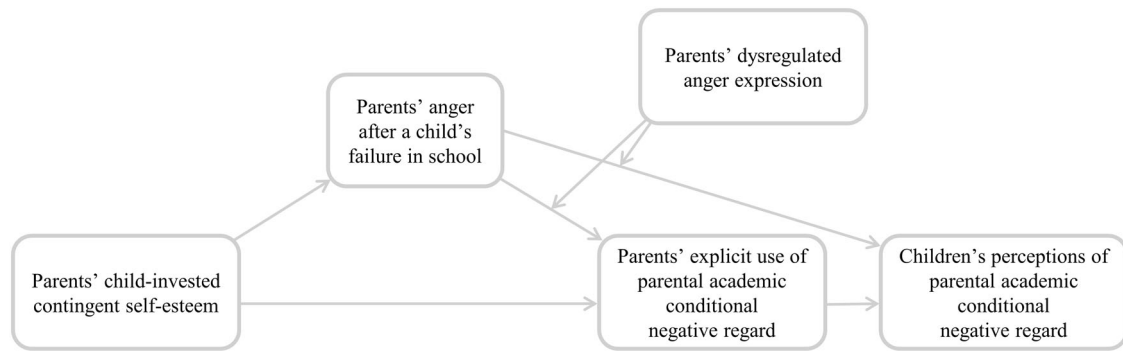 Parents’ dysregulated
anger expression
Parents’ anger
after a child’s
failure in school
Parents’ child-invested
contingent self-esteem
Parents’ explicit use of
parental academic
conditional
negative regard
Children’s perceptions of
parental academic
conditional
negative regard